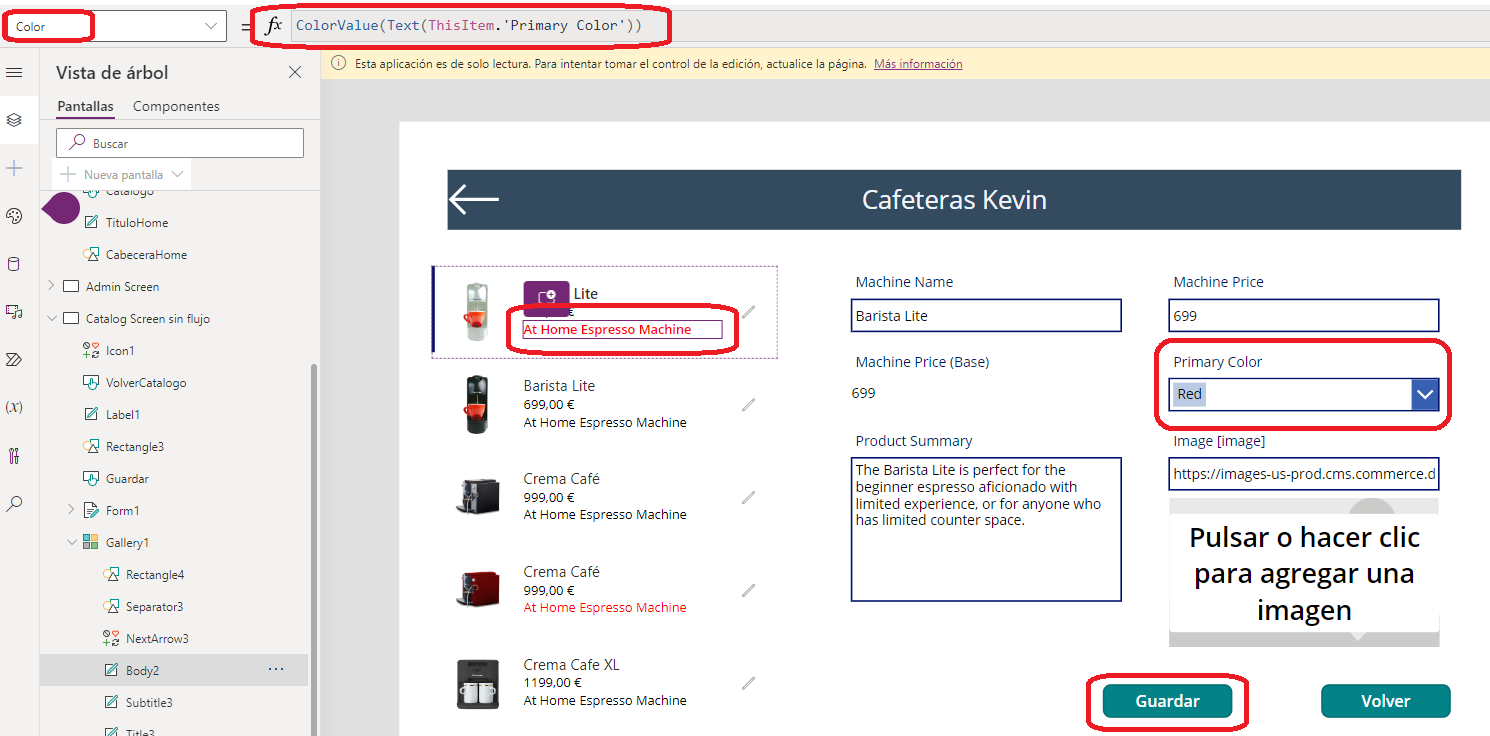 Color
= fx ColorValue(Text(ThisItem.'Primary Color'))
Vista de árbol
Pantallas Componentes
Buscar
Nueva pantalla
Catalogo
TituloHome
CabeceraHome
Admin Screen
Catalog Screen sin flujo
Icon1
VolverCatalogo
Label1
Rectangle3
Guardar
Form1
Gallery1
Rectangle4
Separator3
NextArrow3
Body2 ...
Subtitle3
Title3
(x)
Esta aplicación es de solo lectura. Para intentar tomar el control de la edición, actualice la página. Más información
Cafeteras Kevin
Lite
€
At Home Espresso Machine
Barista Lite
699,00 €
At Home Espresso Machine
Crema Café
999,00 €
At Home Espresso Machine
Crema Café
999,00 €
At Home Espresso Machine
Crema Cafe XL
1199,00 €
At Home Espresso Machine
Machine Name
Barista Lite
Machine Price
699
Machine Price (Base)
699
Primary Color
Red
Product Summary
The Barista Lite is perfect for the
beginner espresso aficionado with
limited experience, or for anyone who
has limited counter space.
Image [image]
https://images-us-prod.cms.commerce.d
Pulsar o hacer clic
para agregar una
imagen
Guardar
Volver